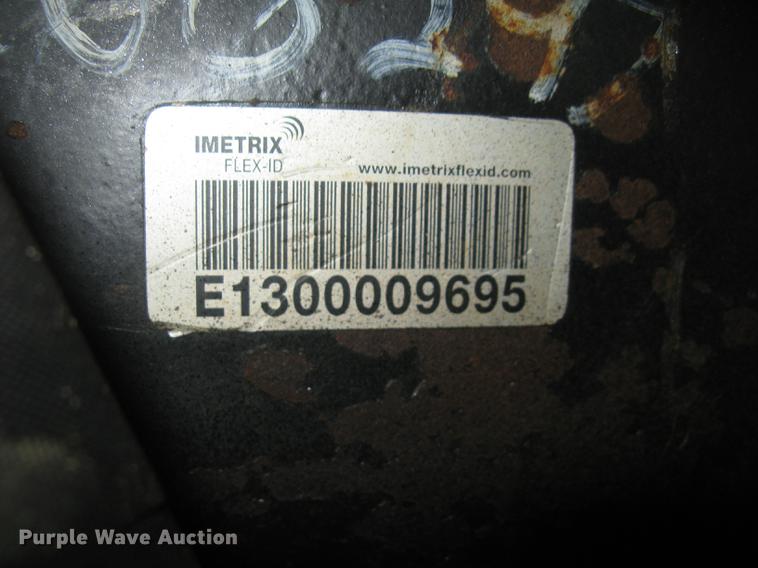 IMETRIX
FLEX-ID
www.imetrixflexid.com
E1300009695
Purple Wave Auction